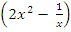 (2x² − 1/x)